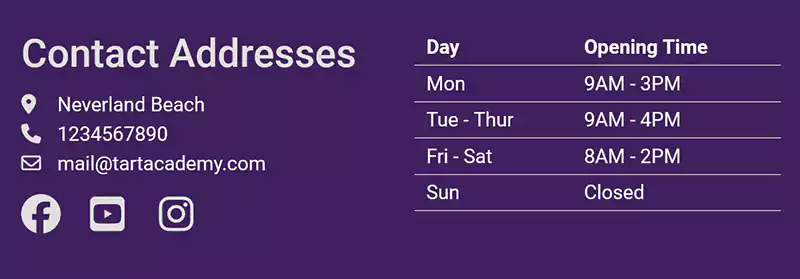 Contact Addresses
Neverland Beach
1234567890
mail@tartacademy.com
Day Opening Time
Mon 9AM - 3PM
Tue - Thur 9AM - 4PM
Fri - Sat 8AM - 2PM
Sun Closed